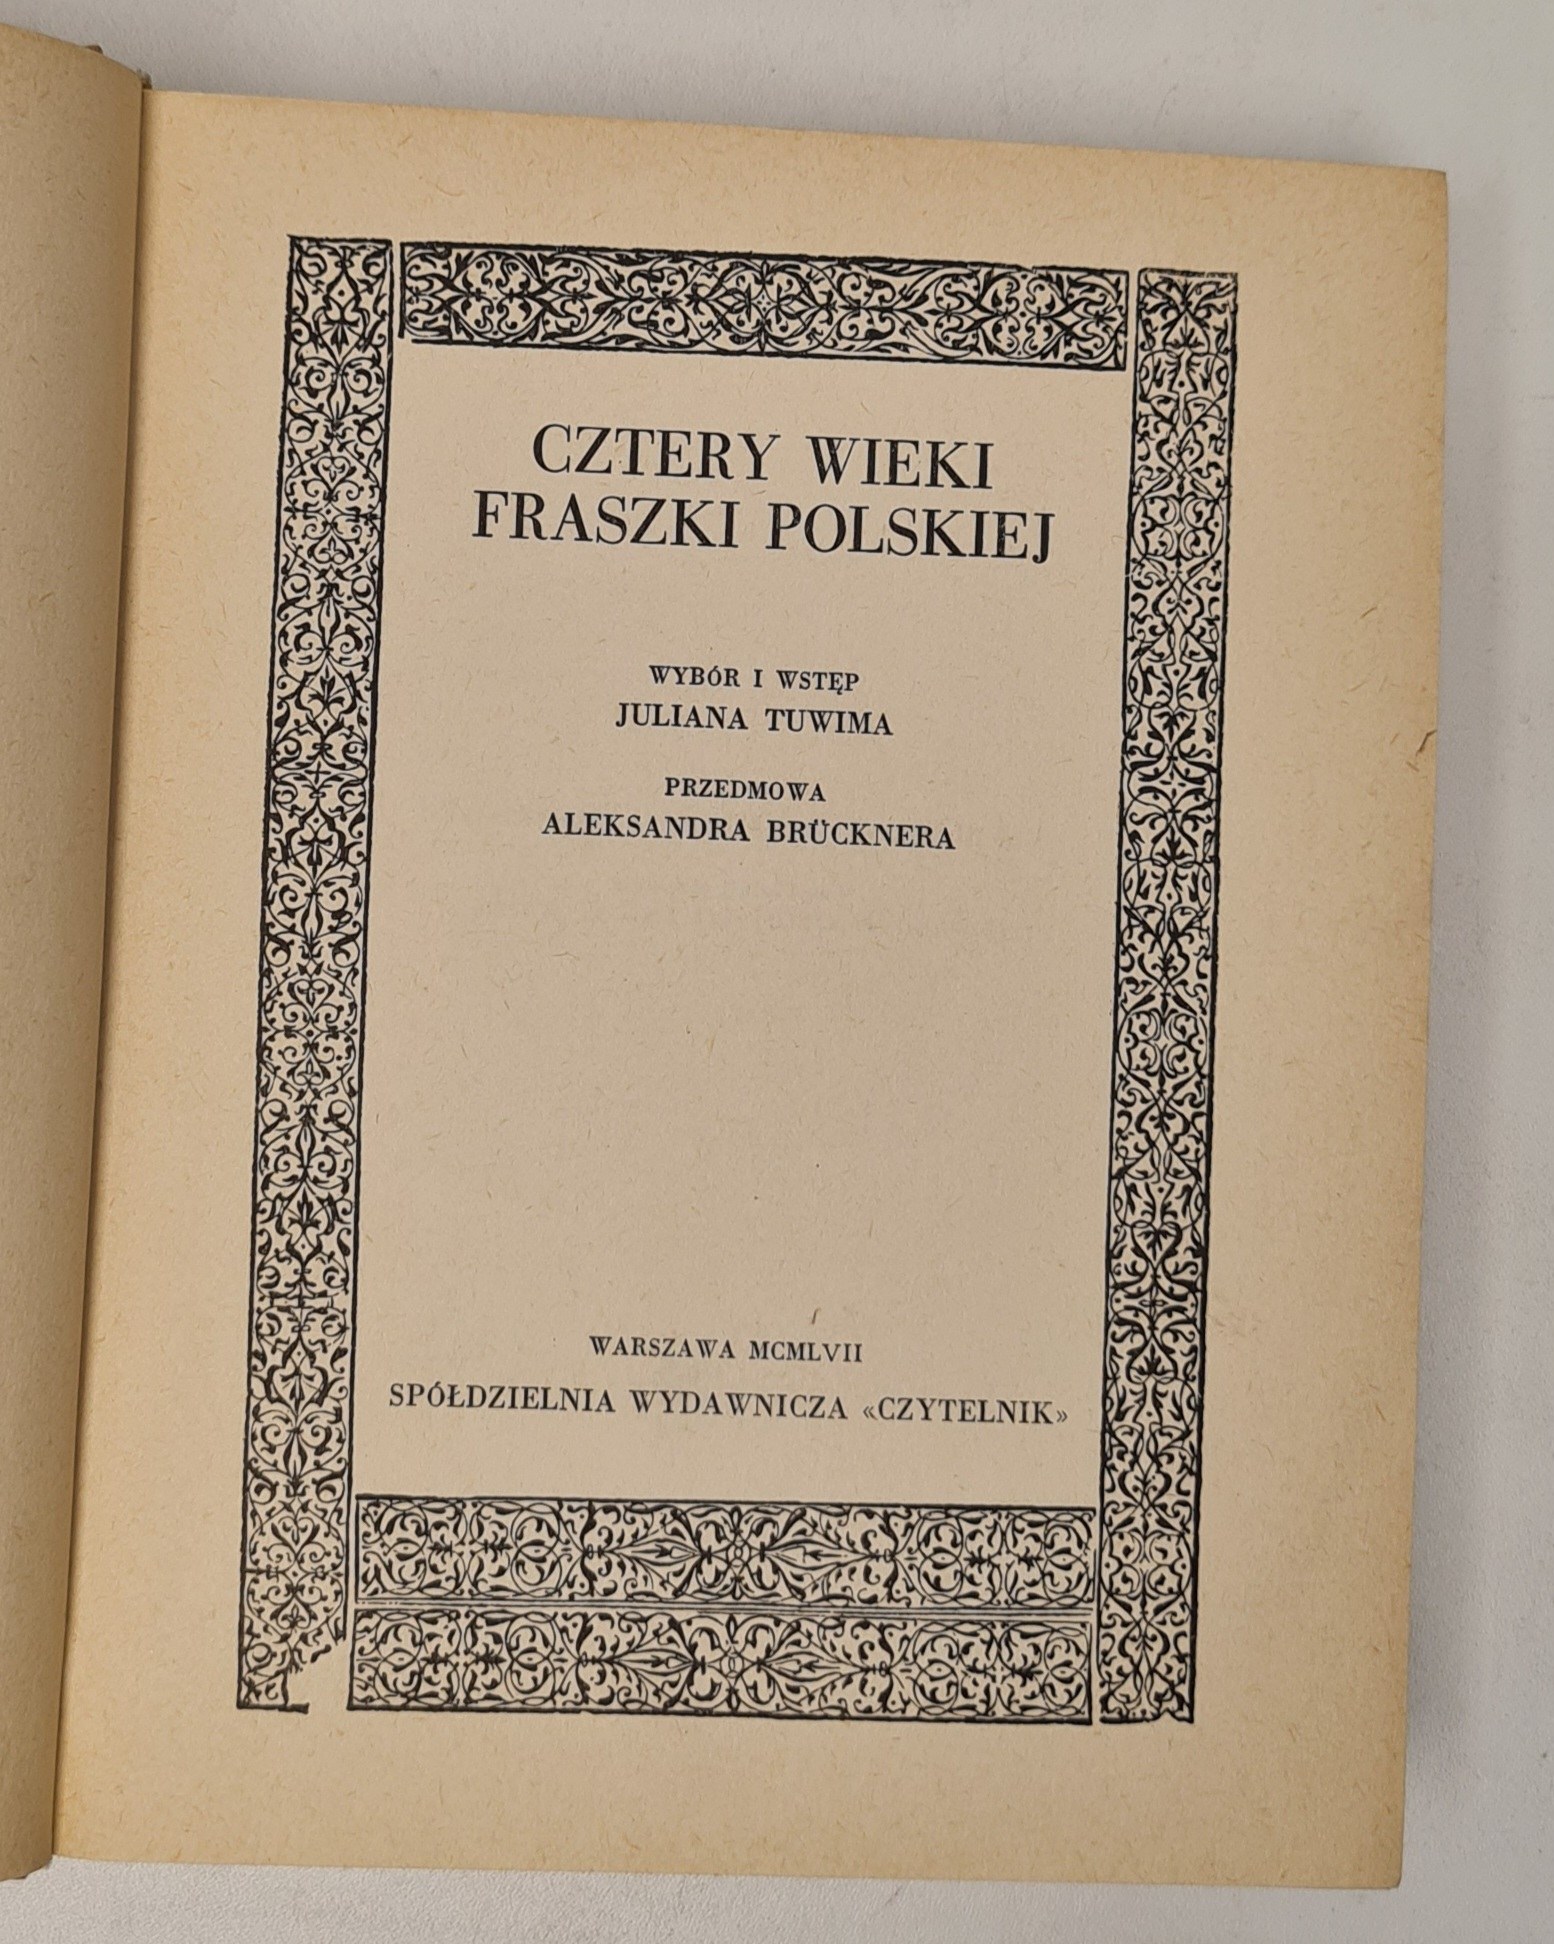 CZTERY WIEKI
FRASZKI POLSKIEJ
WYBÓR I WSTĘP
JULIANA TUWIMA
PRZEDMOWA
ALEKSANDRA BRÜCKNERA
WARSZAWA MCMLVII
SPÓŁDZIELNIA WYDAWNICZA «CZYTELNIK»